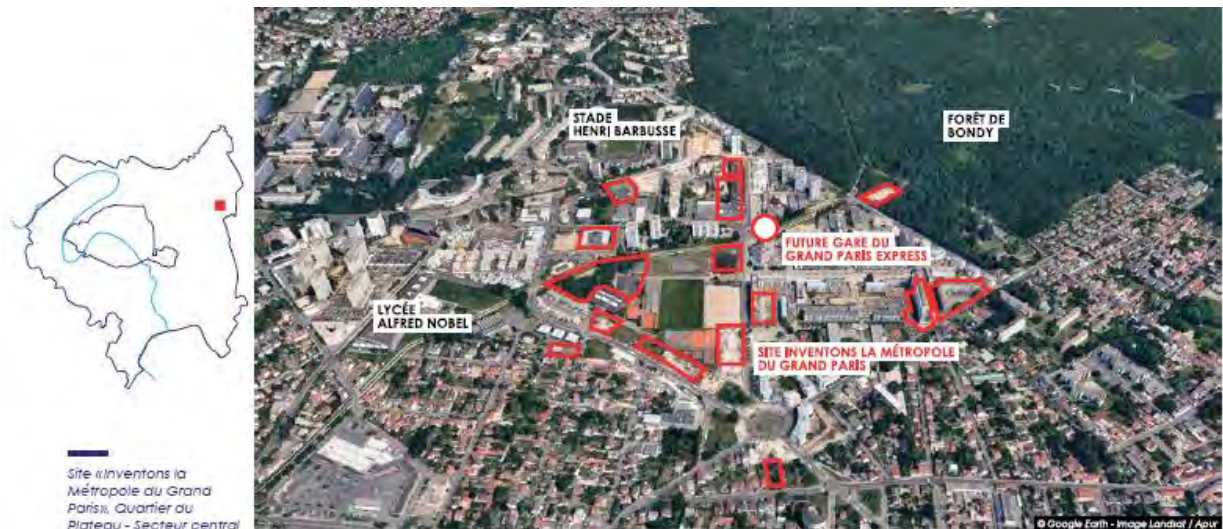 STADE
HENRI BARBUSSE
FORÊT DE
BONDY
FUTURE GARE DU
GRAND PARIS EXPRESS
LYCÉE
ALFRED NOBEL
SITE INVENTONS LA MÉTROPOLE
DU GRAND PARIS
Site «Inventons la
Métropole du Grand
Paris», Quartier du
Plateau - Secteur central
© Google Earth - Image Landsat / Apur